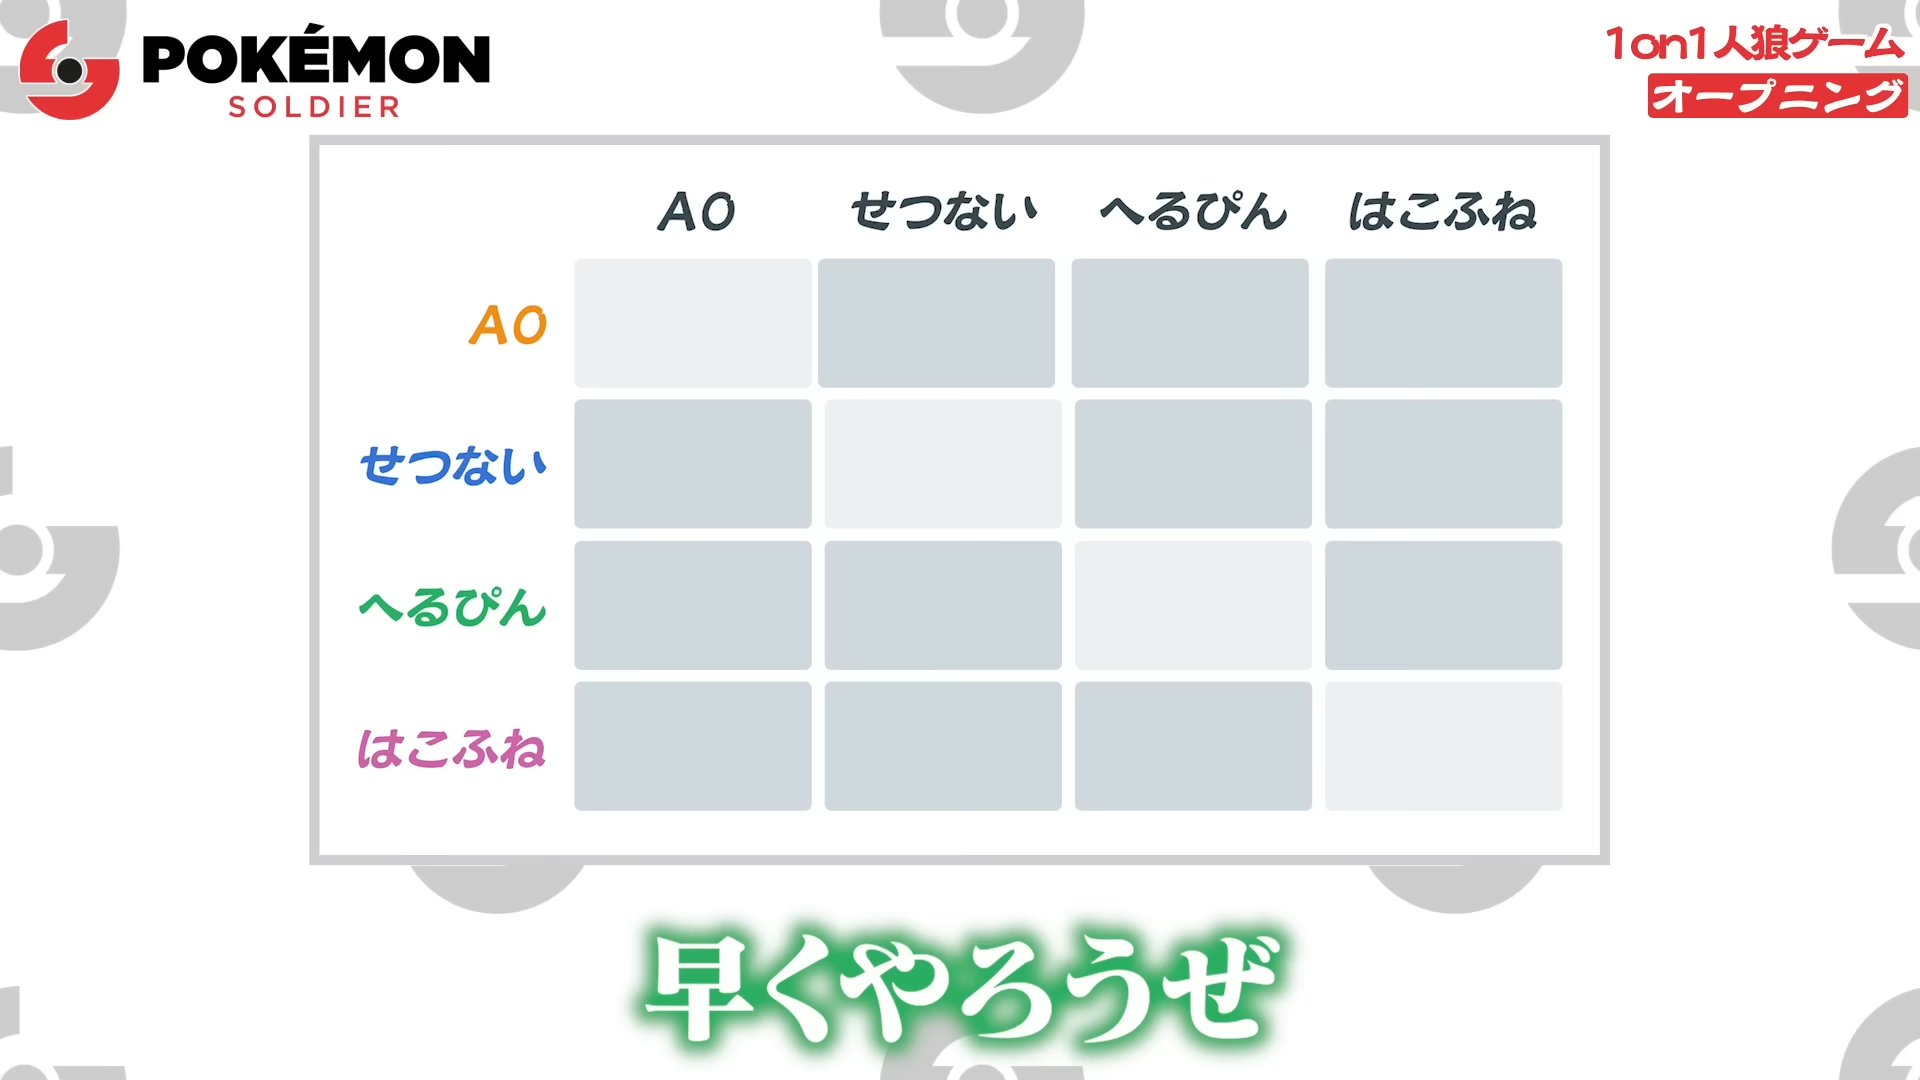 POKÉMON
SOLDIER
1on1人狼ゲーム
オープニング
AO せつない へるぴん はこふね
AO
せつない
へるぴん
はこふね
早くやろうぜ